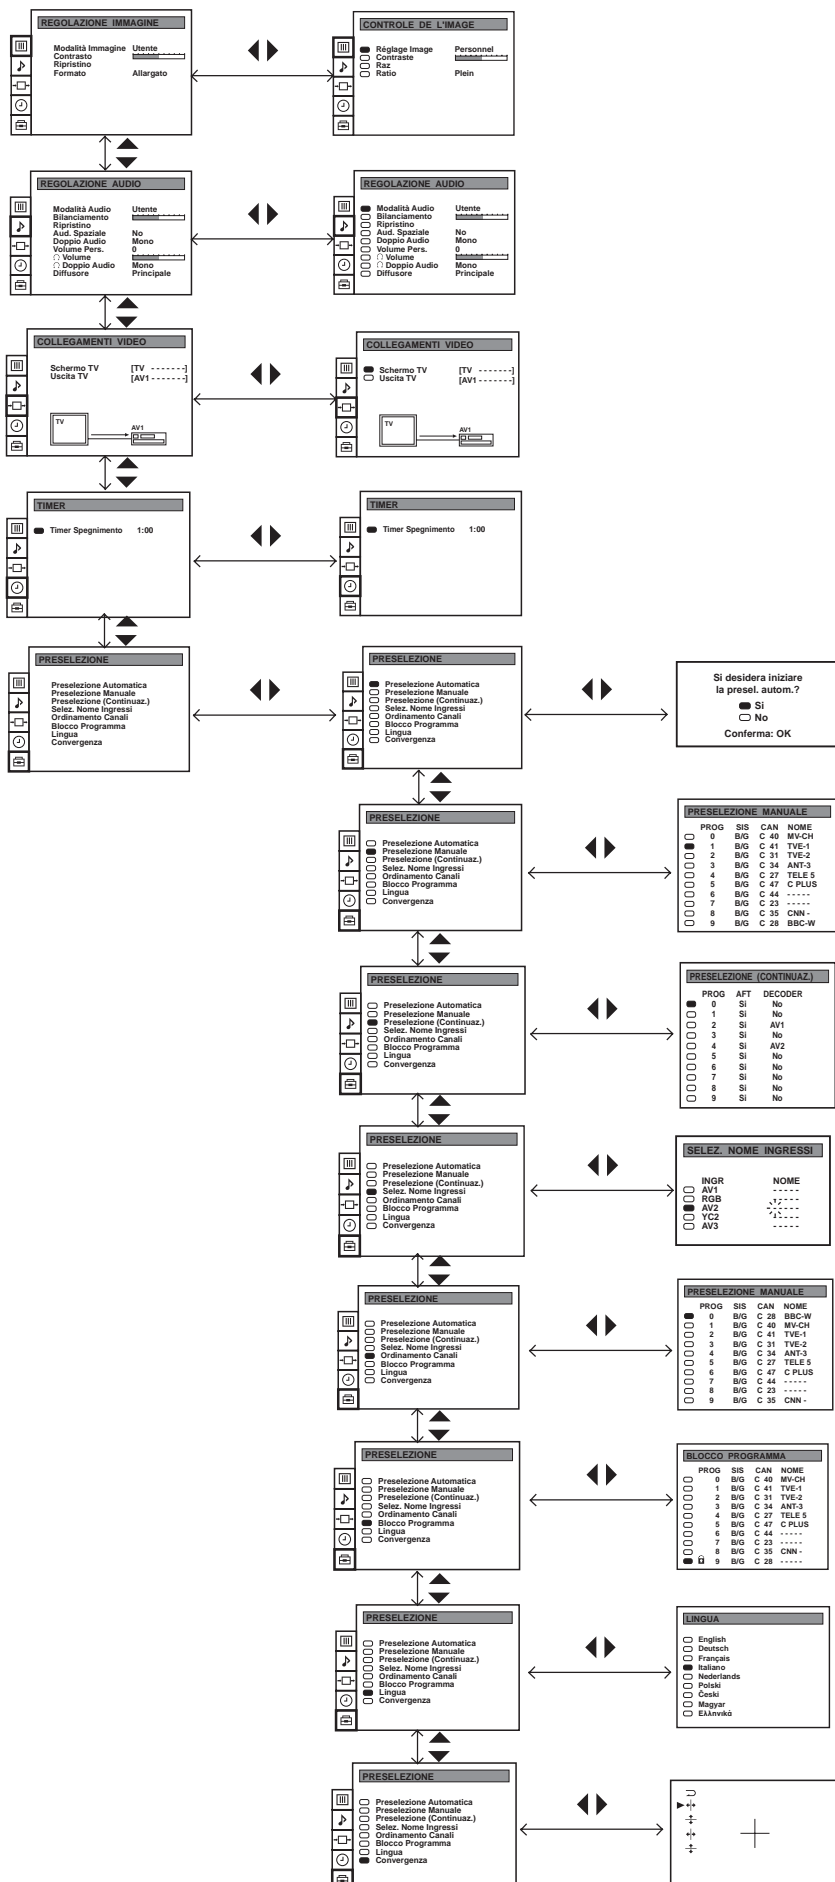 REGOLAZIONE IMMAGINE
Modalità Immagine Utente
Contrasto
Ripristino
Formato Allargato
CONTROLE DE L'IMAGE
Réglage Image Personnel
Contraste
Raz
Ratio Plein
REGOLAZIONE AUDIO
Modalità Audio Utente
Bilanciamento
Ripristino
Aud. Spaziale No
Doppio Audio Mono
Volume Pers. 0
Volume
Doppio Audio Mono
Diffusore Principale
REGOLAZIONE AUDIO
Modalità Audio Utente
Bilanciamento
Ripristino
Aud. Spaziale No
Doppio Audio Mono
Volume Pers. 0
Volume
Doppio Audio Mono
Diffusore Principale
COLLEGAMENTI VIDEO
Schermo TV [TV - - - - - - -]
Uscita TV [AV1 - - - - - - -]
TV AV1
COLLEGAMENTI VIDEO
Schermo TV [TV - - - - - - -]
Uscita TV [AV1 - - - - - - -]
TV AV1
TIMER
Timer Spegnimento 1:00
TIMER
Timer Spegnimento 1:00
PRESELEZIONE
Preselezione Automatica
Preselezione Manuale
Preselezione (Continuaz.)
Selez. Nome Ingressi
Ordinamento Canali
Blocco Programma
Lingua
Convergenza
PRESELEZIONE
Preselezione Automatica
Preselezione Manuale
Preselezione (Continuaz.)
Selez. Nome Ingressi
Ordinamento Canali
Blocco Programma
Lingua
Convergenza
Si desidera iniziare
la presel. autom.?
Si
No
Conferma: OK
PRESELEZIONE
Preselezione Automatica
Preselezione Manuale
Preselezione (Continuaz.)
Selez. Nome Ingressi
Ordinamento Canali
Blocco Programma
Lingua
Convergenza
PRESELEZIONE MANUALE
PROG SIS CAN NOME
0 B/G C 40 MV-CH
1 B/G C 41 TVE-1
2 B/G C 31 TVE-2
3 B/G C 34 ANT-3
4 B/G C 27 TELE 5
5 B/G C 47 C PLUS
6 B/G C 44 - - - - -
7 B/G C 23 - - - - -
8 B/G C 35 CNN -
9 B/G C 28 BBC-W
PRESELEZIONE
Preselezione Automatica
Preselezione Manuale
Preselezione (Continuaz.)
Selez. Nome Ingressi
Ordinamento Canali
Blocco Programma
Lingua
Convergenza
PRESELEZIONE (CONTINUAZ.)
PROG AFT DECODER
0 Si No
1 Si No
2 Si AV1
3 Si No
4 Si AV2
5 Si No
6 Si No
7 Si No
8 Si No
9 Si No
PRESELEZIONE
Preselezione Automatica
Preselezione Manuale
Preselezione (Continuaz.)
Selez. Nome Ingressi
Ordinamento Canali
Blocco Programma
Lingua
Convergenza
SELEZ. NOME INGRESSI
INGR NOME
AV1 - - - - -
RGB - - - - -
AV2 - - - - -
YC2 - - - - -
AV3 - - - - -
PRESELEZIONE
Preselezione Automatica
Preselezione Manuale
Preselezione (Continuaz.)
Selez. Nome Ingressi
Ordinamento Canali
Blocco Programma
Lingua
Convergenza
PRESELEZIONE MANUALE
PROG SIS CAN NOME
0 B/G C 28 BBC-W
1 B/G C 40 MV-CH
2 B/G C 41 TVE-1
3 B/G C 31 TVE-2
4 B/G C 34 ANT-3
5 B/G C 27 TELE 5
6 B/G C 47 C PLUS
7 B/G C 44 - - - - -
8 B/G C 23 - - - - -
9 B/G C 35 CNN -
PRESELEZIONE
Preselezione Automatica
Preselezione Manuale
Preselezione (Continuaz.)
Selez. Nome Ingressi
Ordinamento Canali
Blocco Programma
Lingua
Convergenza
BLOCCO PROGRAMMA
PROG SIS CAN NOME
0 B/G C 40 MV-CH
1 B/G C 41 TVE-1
2 B/G C 31 TVE-2
3 B/G C 34 ANT-3
4 B/G C 27 TELE 5
5 B/G C 47 C PLUS
6 B/G C 44 - - - - -
7 B/G C 23 - - - - -
8 B/G C 35 CNN -
9 B/G C 28 - - - - -
PRESELEZIONE
Preselezione Automatica
Preselezione Manuale
Preselezione (Continuaz.)
Selez. Nome Ingressi
Ordinamento Canali
Blocco Programma
Lingua
Convergenza
LINGUA
English
Deutsch
Français
Italiano
Nederlands
Polski
Česki
Magyar
Ελληνικά
PRESELEZIONE
Preselezione Automatica
Preselezione Manuale
Preselezione (Continuaz.)
Selez. Nome Ingressi
Ordinamento Canali
Blocco Programma
Lingua
Convergenza